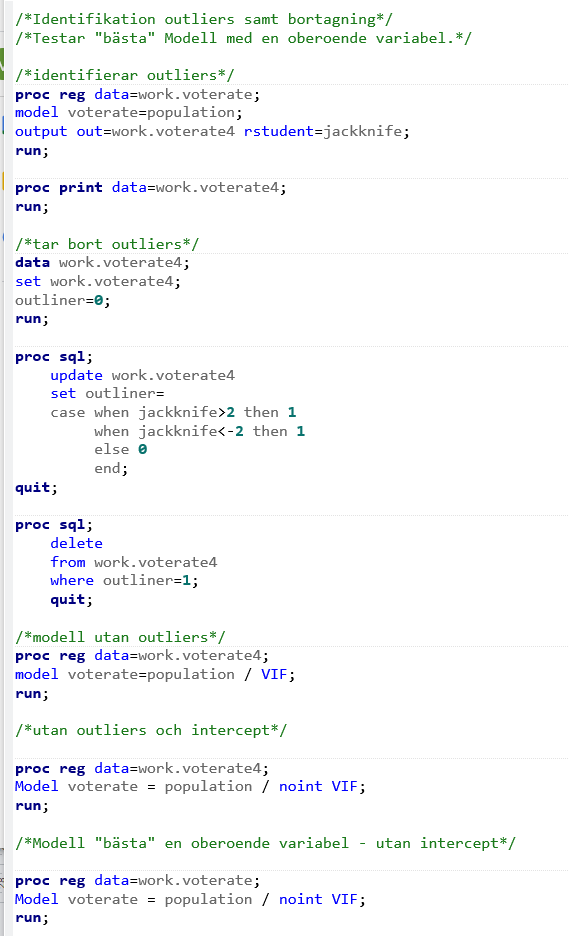 /*Identifikation outliers samt bortagning*/
/*Testar "bästa" Modell med en oberoende variabel.*/
/*identifierar outliers*/
proc reg data=work.voterate;
model voterate=population;
output out=work.voterate4 rstudent=jackknife;
run;
proc print data=work.voterate4;
run;
/*tar bort outliers*/
data work.voterate4;
set work.voterate4;
outliner=0;
run;
proc sql;
    update work.voterate4
    set outliner=
    case when jackknife>2 then 1
         when jackknife<-2 then 1
         else 0
         end;
quit;
proc sql;
    delete
    from work.voterate4
    where outliner=1;
    quit;
/*modell utan outliers*/
proc reg data=work.voterate4;
model voterate=population / VIF;
run;
/*utan outliers och intercept*/
proc reg data=work.voterate4;
Model voterate = population / noint VIF;
run;
/*Modell "bästa" en oberoende variabel - utan intercept*/
proc reg data=work.voterate;
Model voterate = population / noint VIF;
run;